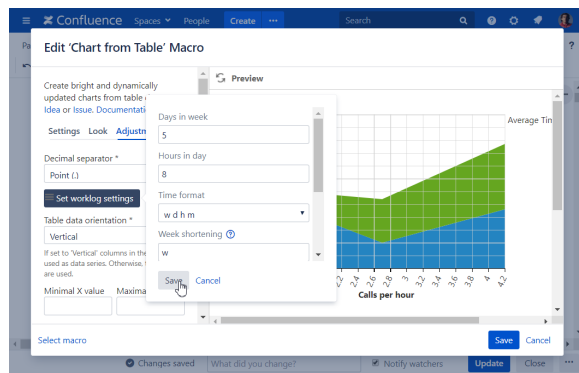 Confluence Spaces People Create ··· Search
Pa
Edit 'Chart from Table' Macro
?
Create bright and dynamically
updated charts from table
Idea or Issue. Documentati
Settings Look Adjustm
Decimal separator *
Point (.)
Set worklog settings
Table data orientation *
Vertical
If set to 'Vertical' columns in the
used as data series. Otherwise,
are used.
Minimal X value Maxima
Select macro
Days in week
5
Hours in day
8
Time format
w d h m
Week shortening ?
w
Save Cancel
Preview
Average Tin
2.2 2.4 2.6 2.8 3 3.2 3.4 3.6 3.8 4 4.2
Calls per hour
Save Cancel
Changes saved What did you change? Notify watchers Update Close ···